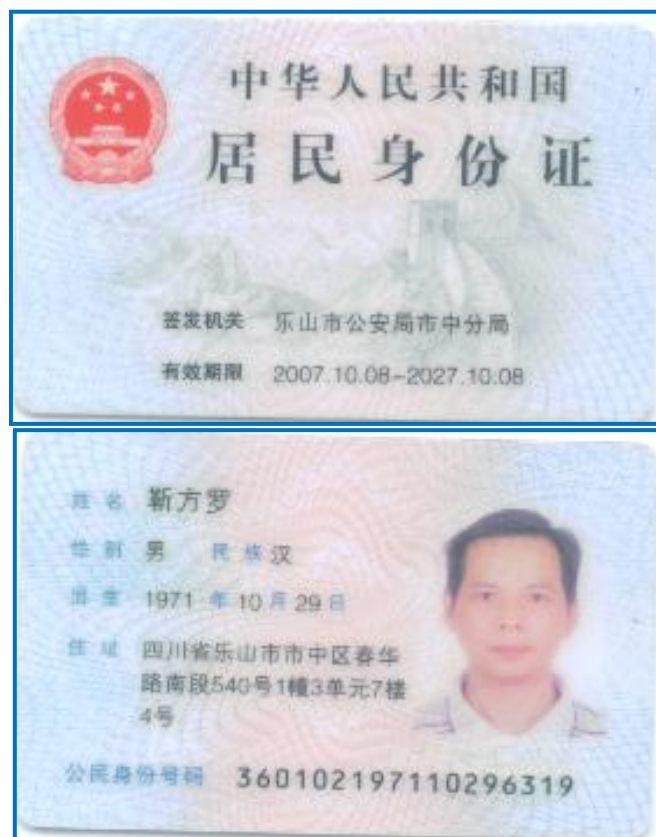 中华人民共和国
居民身份证
签发机关 乐山市公安局市中分局
有效期限 2007.10.08-2027.10.08
姓名 靳方罗
性别 男 民族 汉
出生 1971 年 10 月 29 日
住址 四川省乐山市市中区春华
路南段540号1幢3单元7楼
4号
公民身份号码 360102197110296319